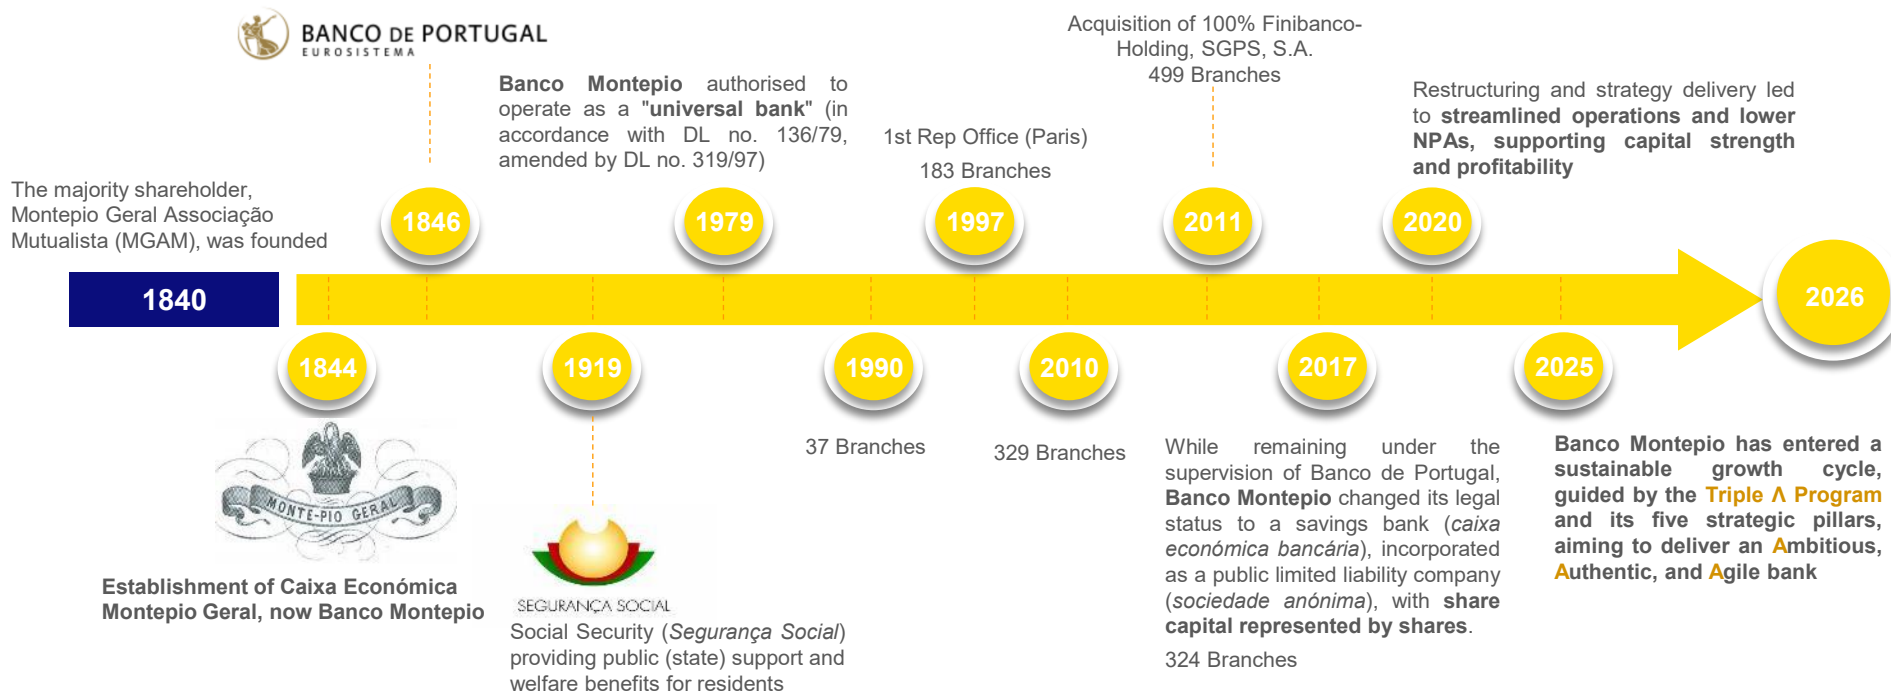 BANCO DE PORTUGAL
EUROSISTEMA
Acquisition of 100% Finibanco-
Holding, SGPS, S.A.
499 Branches
Banco Montepio authorised to
operate as a "universal bank" (in
accordance with DL no. 136/79,
amended by DL no. 319/97)
1st Rep Office (Paris)
183 Branches
Restructuring and strategy delivery led
to streamlined operations and lower
NPAs, supporting capital strength
and profitability
The majority shareholder,
Montepio Geral Associação
Mutualista (MGAM), was founded
1846
1979
1997
2011
2020
1840
2026
1844
1919
1990
2010
2017
2025
MONTE-PIO GERAL
Establishment of Caixa Económica
Montepio Geral, now Banco Montepio
SEGURANÇA SOCIAL
Social Security (Segurança Social)
providing public (state) support and
welfare benefits for residents
37 Branches
329 Branches
While remaining under the
supervision of Banco de Portugal,
Banco Montepio changed its legal
status to a savings bank (caixa
económica bancária), incorporated
as a public limited liability company
(sociedade anónima), with share
capital represented by shares.
324 Branches
Banco Montepio has entered a
sustainable growth cycle,
guided by the Triple Λ Program
and its five strategic pillars,
aiming to deliver an Ambitious,
Authentic, and Agile bank